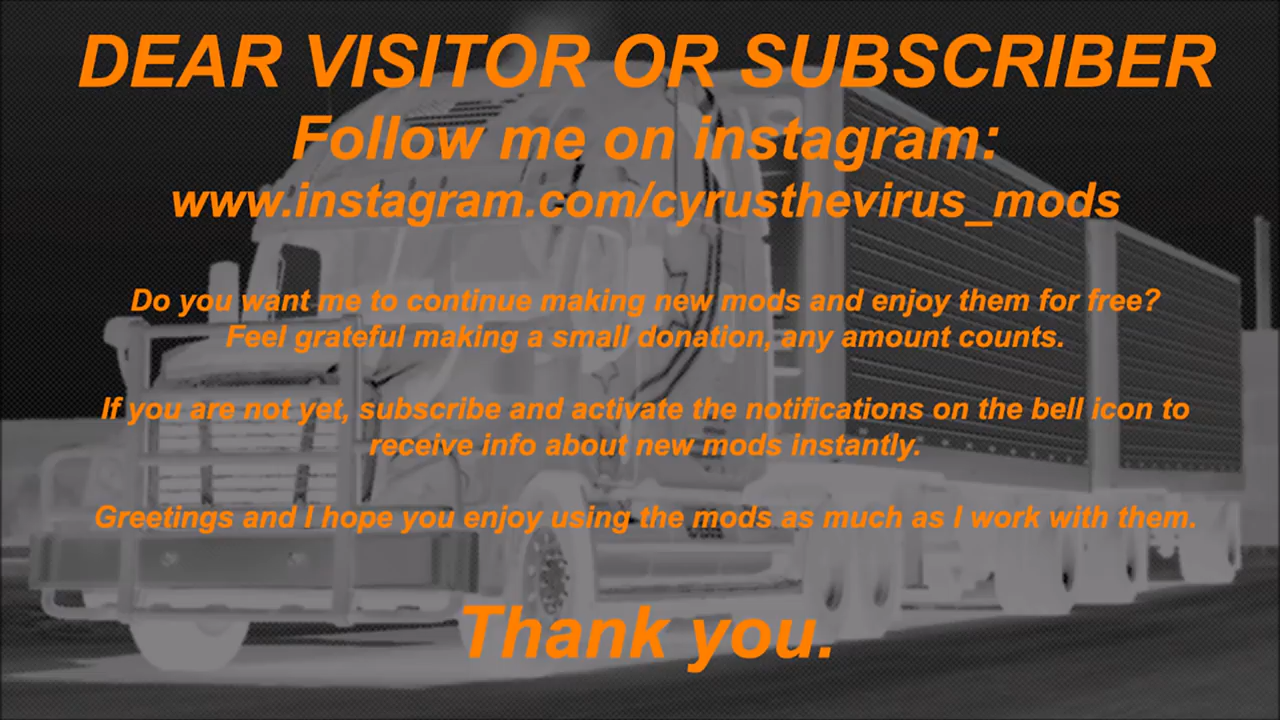 DEAR VISITOR OR SUBSCRIBER
Follow me on instagram:
www.instagram.com/cyrusthevirus_mods
Do you want me to continue making new mods and enjoy them for free?
Feel grateful making a small donation, any amount counts.
If you are not yet, subscribe and activate the notifications on the bell icon to
receive info about new mods instantly.
Greetings and I hope you enjoy using the mods as much as I work with them.
Thank you.